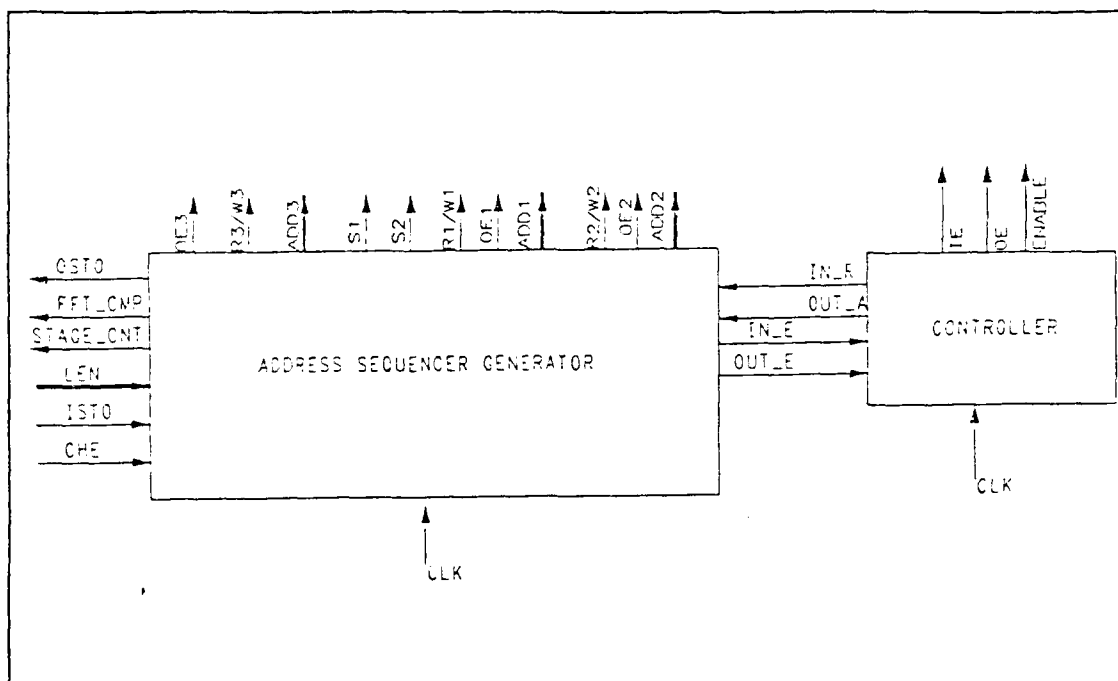 OE3
R3/W3
ADD3
S1
S2
R1/W1
OE1
ADD1
R2/W2
OE2
ADD2
IE
OE
ENABLE
OSTO
FFT_CMP
STAGE_CNT
LEN
ISTO
CHE
ADDRESS SEQUENCER GENERATOR
IN_R
OUT_A
IN_E
OUT_E
CONTROLLER
CLK
CLK